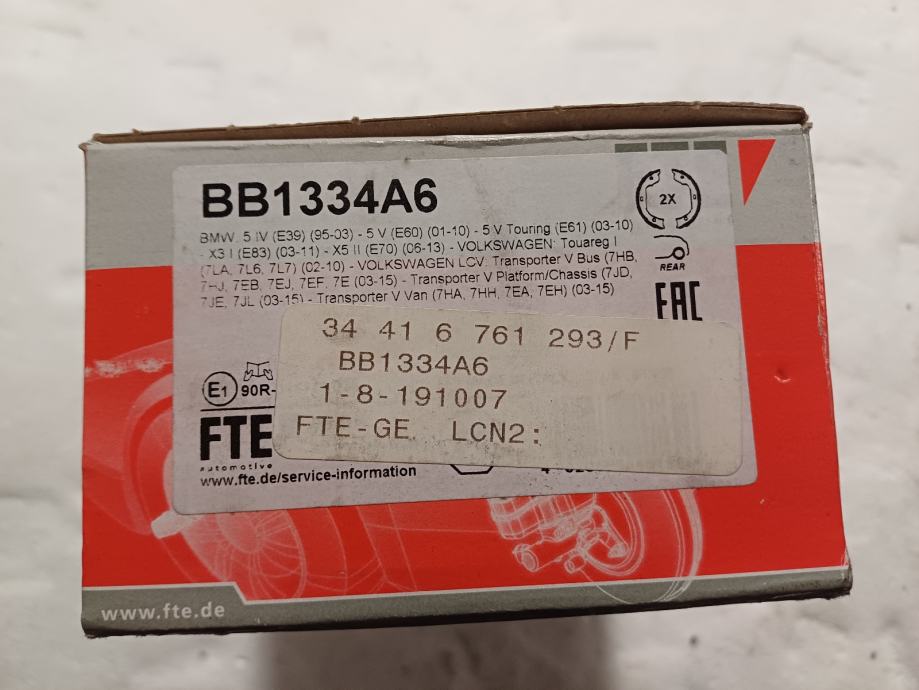 BB1334A6
2X
BMW: 5 IV (E39) (95-03) - 5 V (E60) (01-10) - 5 V Touring (E61) (03-10)
- X3 I (E83) (03-11) - X5 II (E70) (06-13) - VOLKSWAGEN: Touareg I
(7LA, 7L6, 7L7) (02-10) - VOLKSWAGEN LCV: Transporter V Bus (7HB,
7HJ, 7EB, 7EJ, 7EF, 7E (03-15) - Transporter V Platform/Chassis (7JD,
7JE, 7JL (03-15) - Transporter V Van (7HA, 7HH, 7EA, 7EH) (03-15)
REAR
EAC
34 41 6 761 293/F
BB1334A6
1-8-191007
FTE-GE. LCN2:
E1 90R-
FTE
automotive
www.fte.de/service-information
www.fte.de